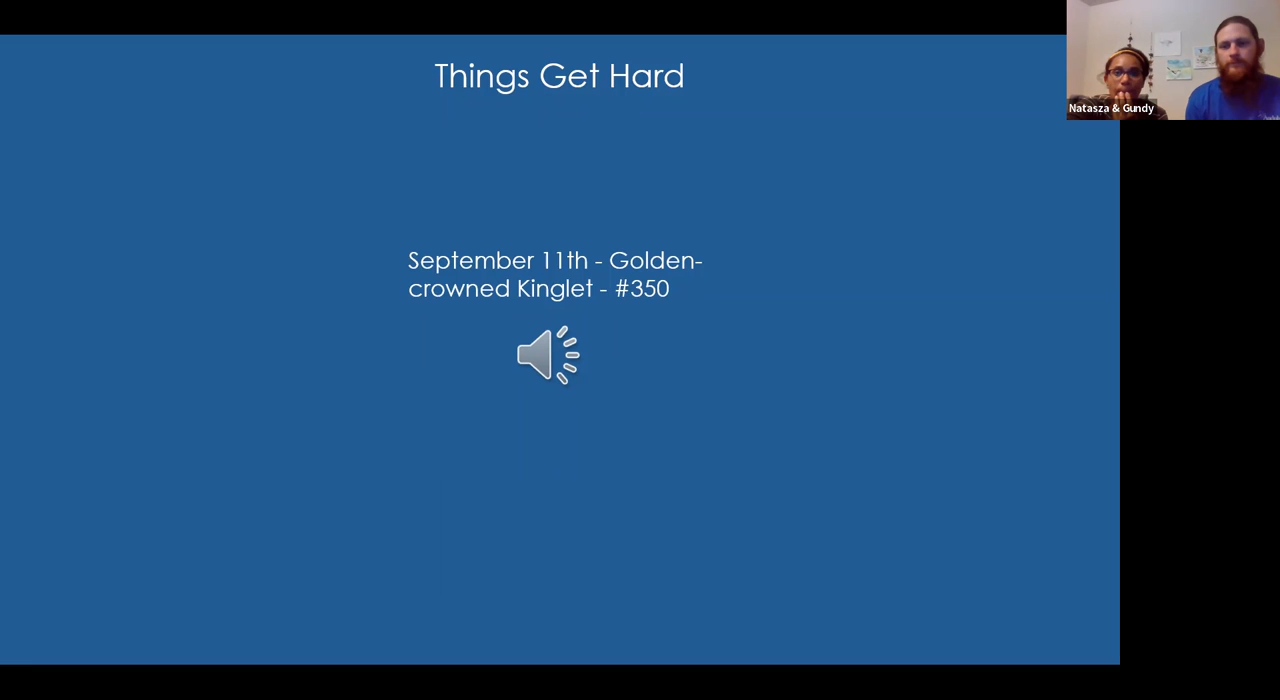 Things Get Hard
Natasza & Gundy
September 11th - Golden-
crowned Kinglet - #350